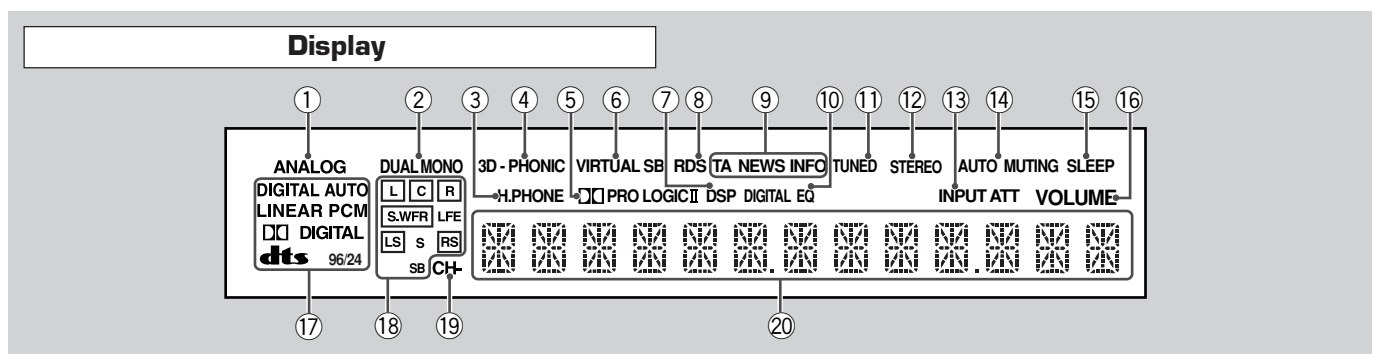 Display
① ② ③ ④ ⑤ ⑥ ⑦ ⑧ ⑨ ⑩ ⑪ ⑫ ⑬ ⑭ ⑮ ⑯
ANALOG DUAL MONO 3D - PHONIC VIRTUAL SB RDS TA NEWS INFO TUNED STEREO AUTO MUTING SLEEP
DIGITAL AUTO L C R H.PHONE PRO LOGIC II DSP DIGITAL EQ INPUT ATT VOLUME
LINEAR PCM S.WFR LFE
DIGITAL LS S RS
dts 96/24 SB CH-
⑰ ⑱ ⑲ ⑳